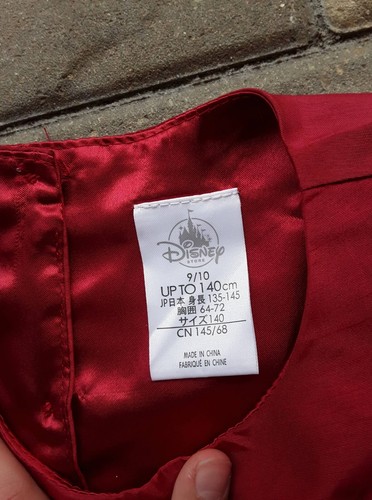 Disney
STORE
9/10
UP TO 140cm
JP日本 身長 135-145
胸囲 64-72
サイズ140
CN 145/68
MADE IN CHINA
FABRIQUÉ EN CHINE